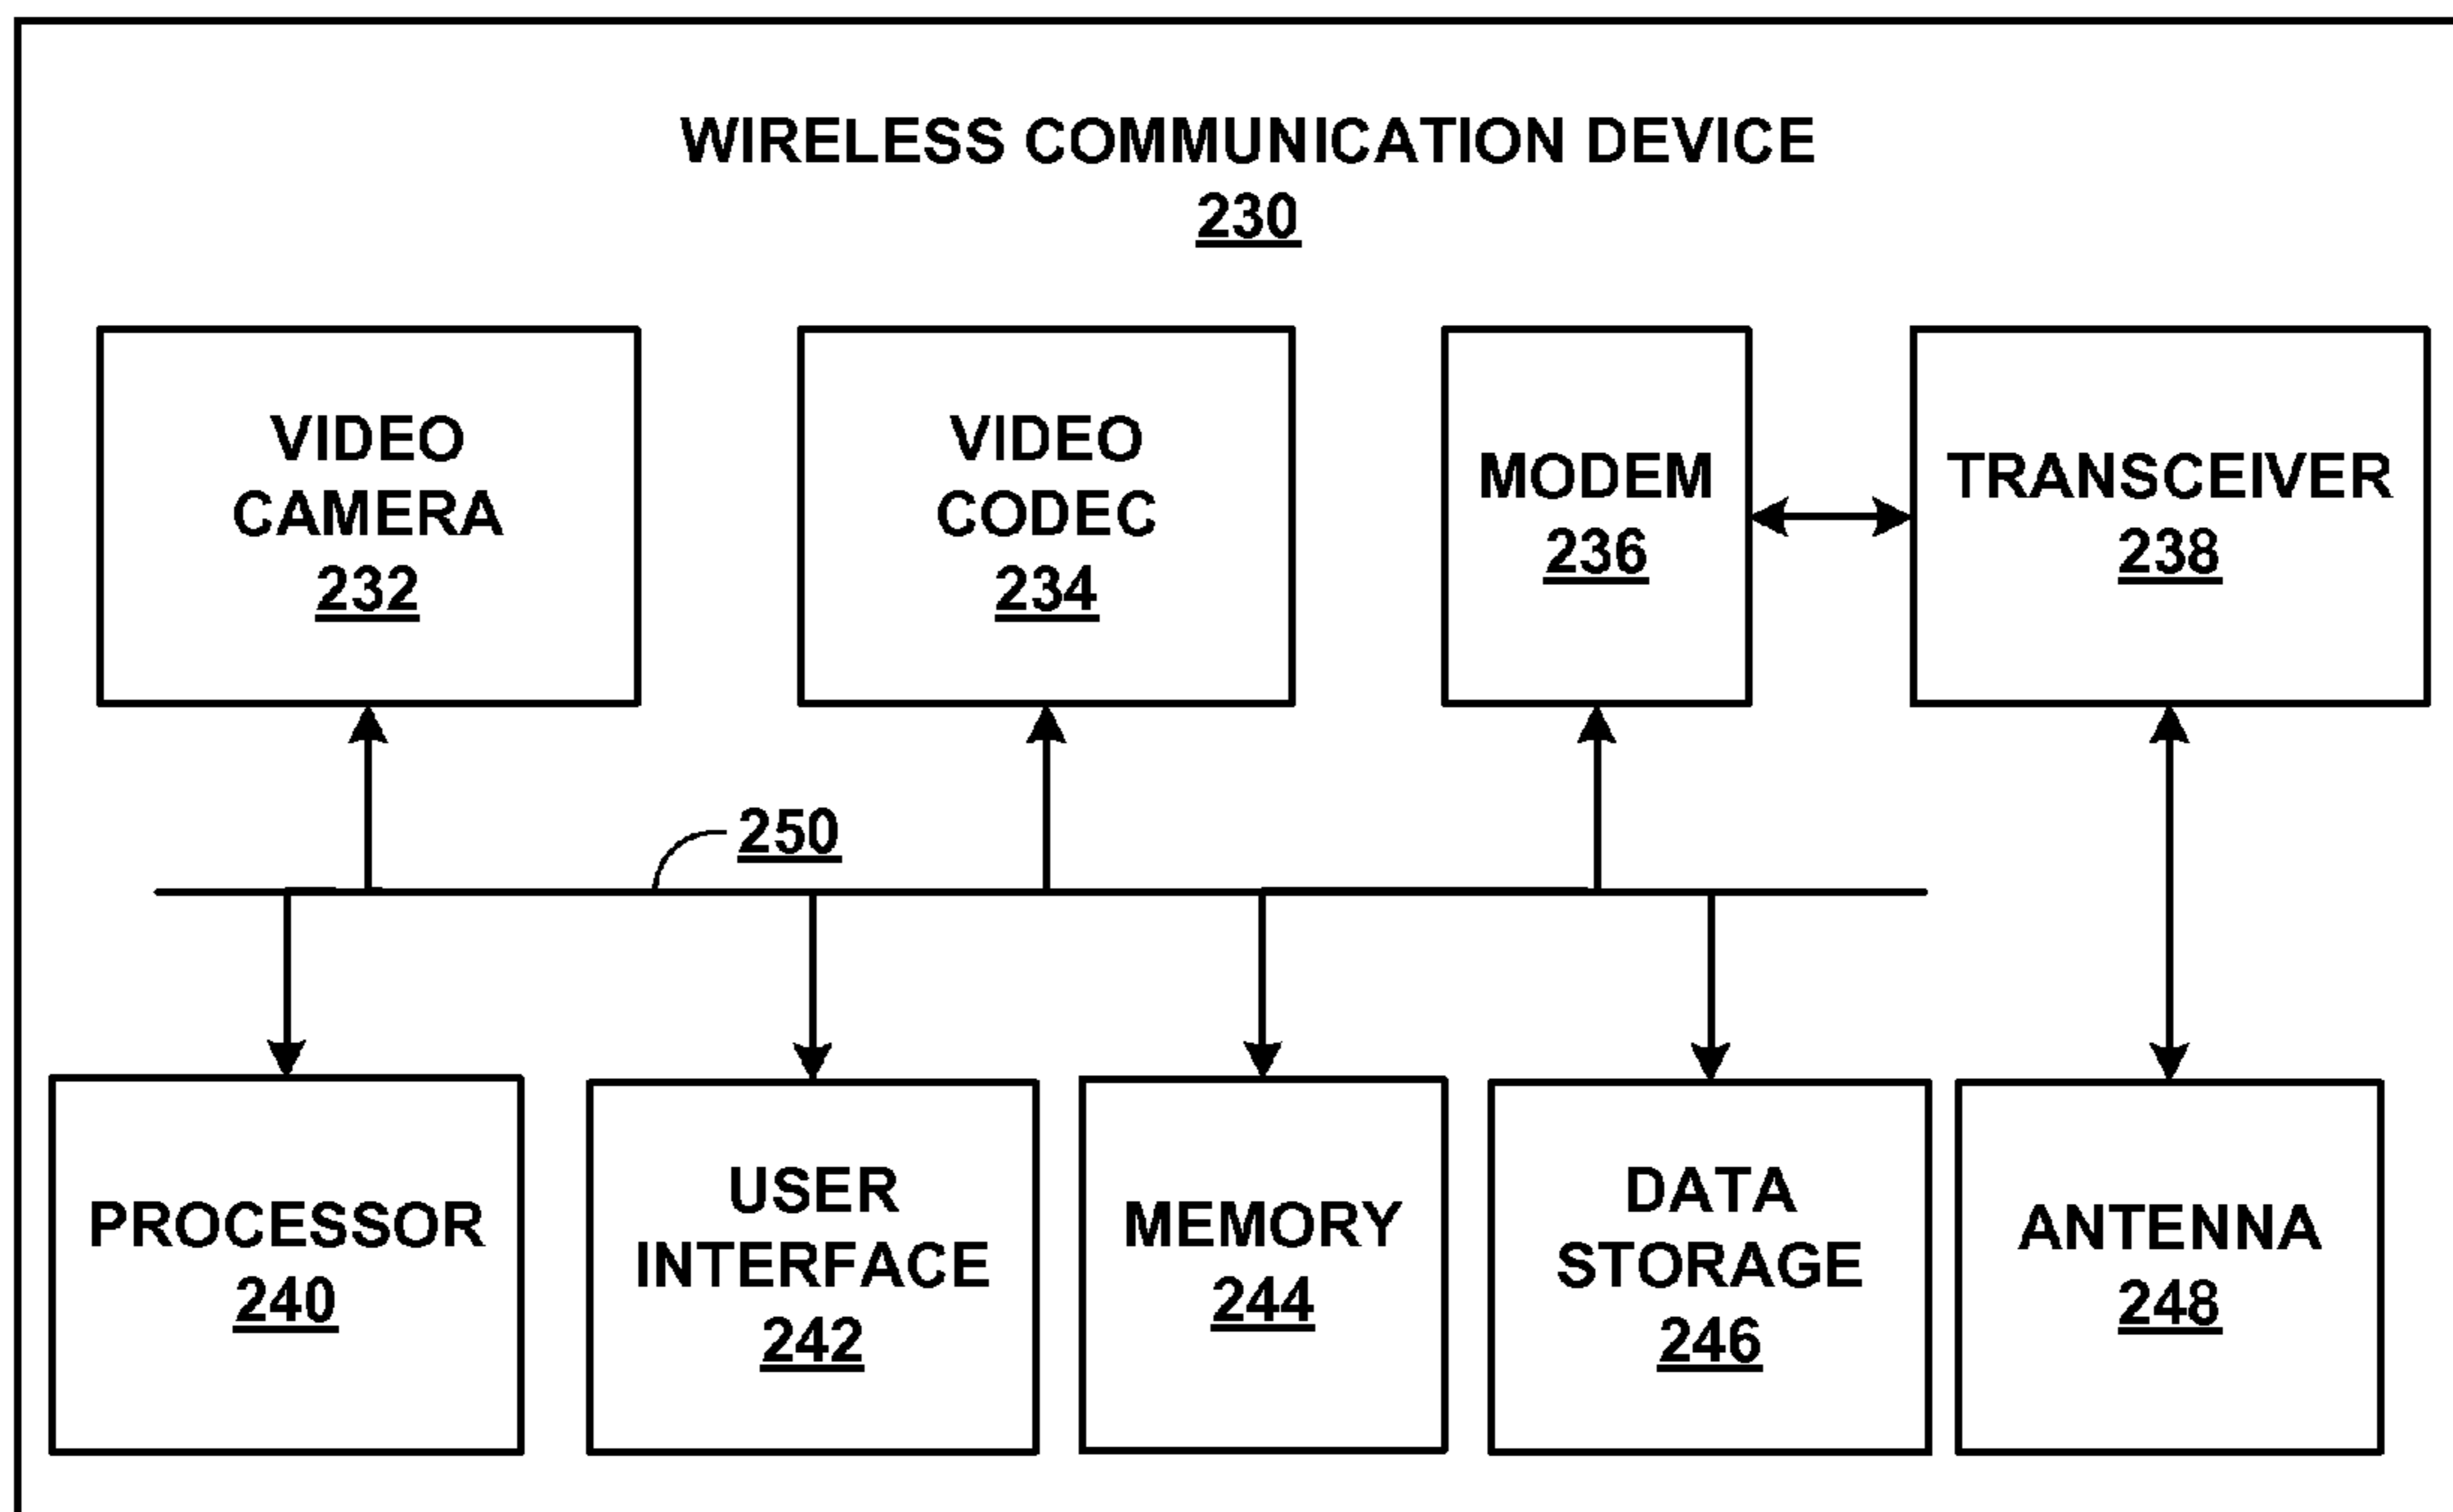 WIRELESS COMMUNICATION DEVICE
230
VIDEO
CAMERA
232
VIDEO
CODEC
234
MODEM
236
TRANSCEIVER
238
250
PROCESSOR
240
USER
INTERFACE
242
MEMORY
244
DATA
STORAGE
246
ANTENNA
248